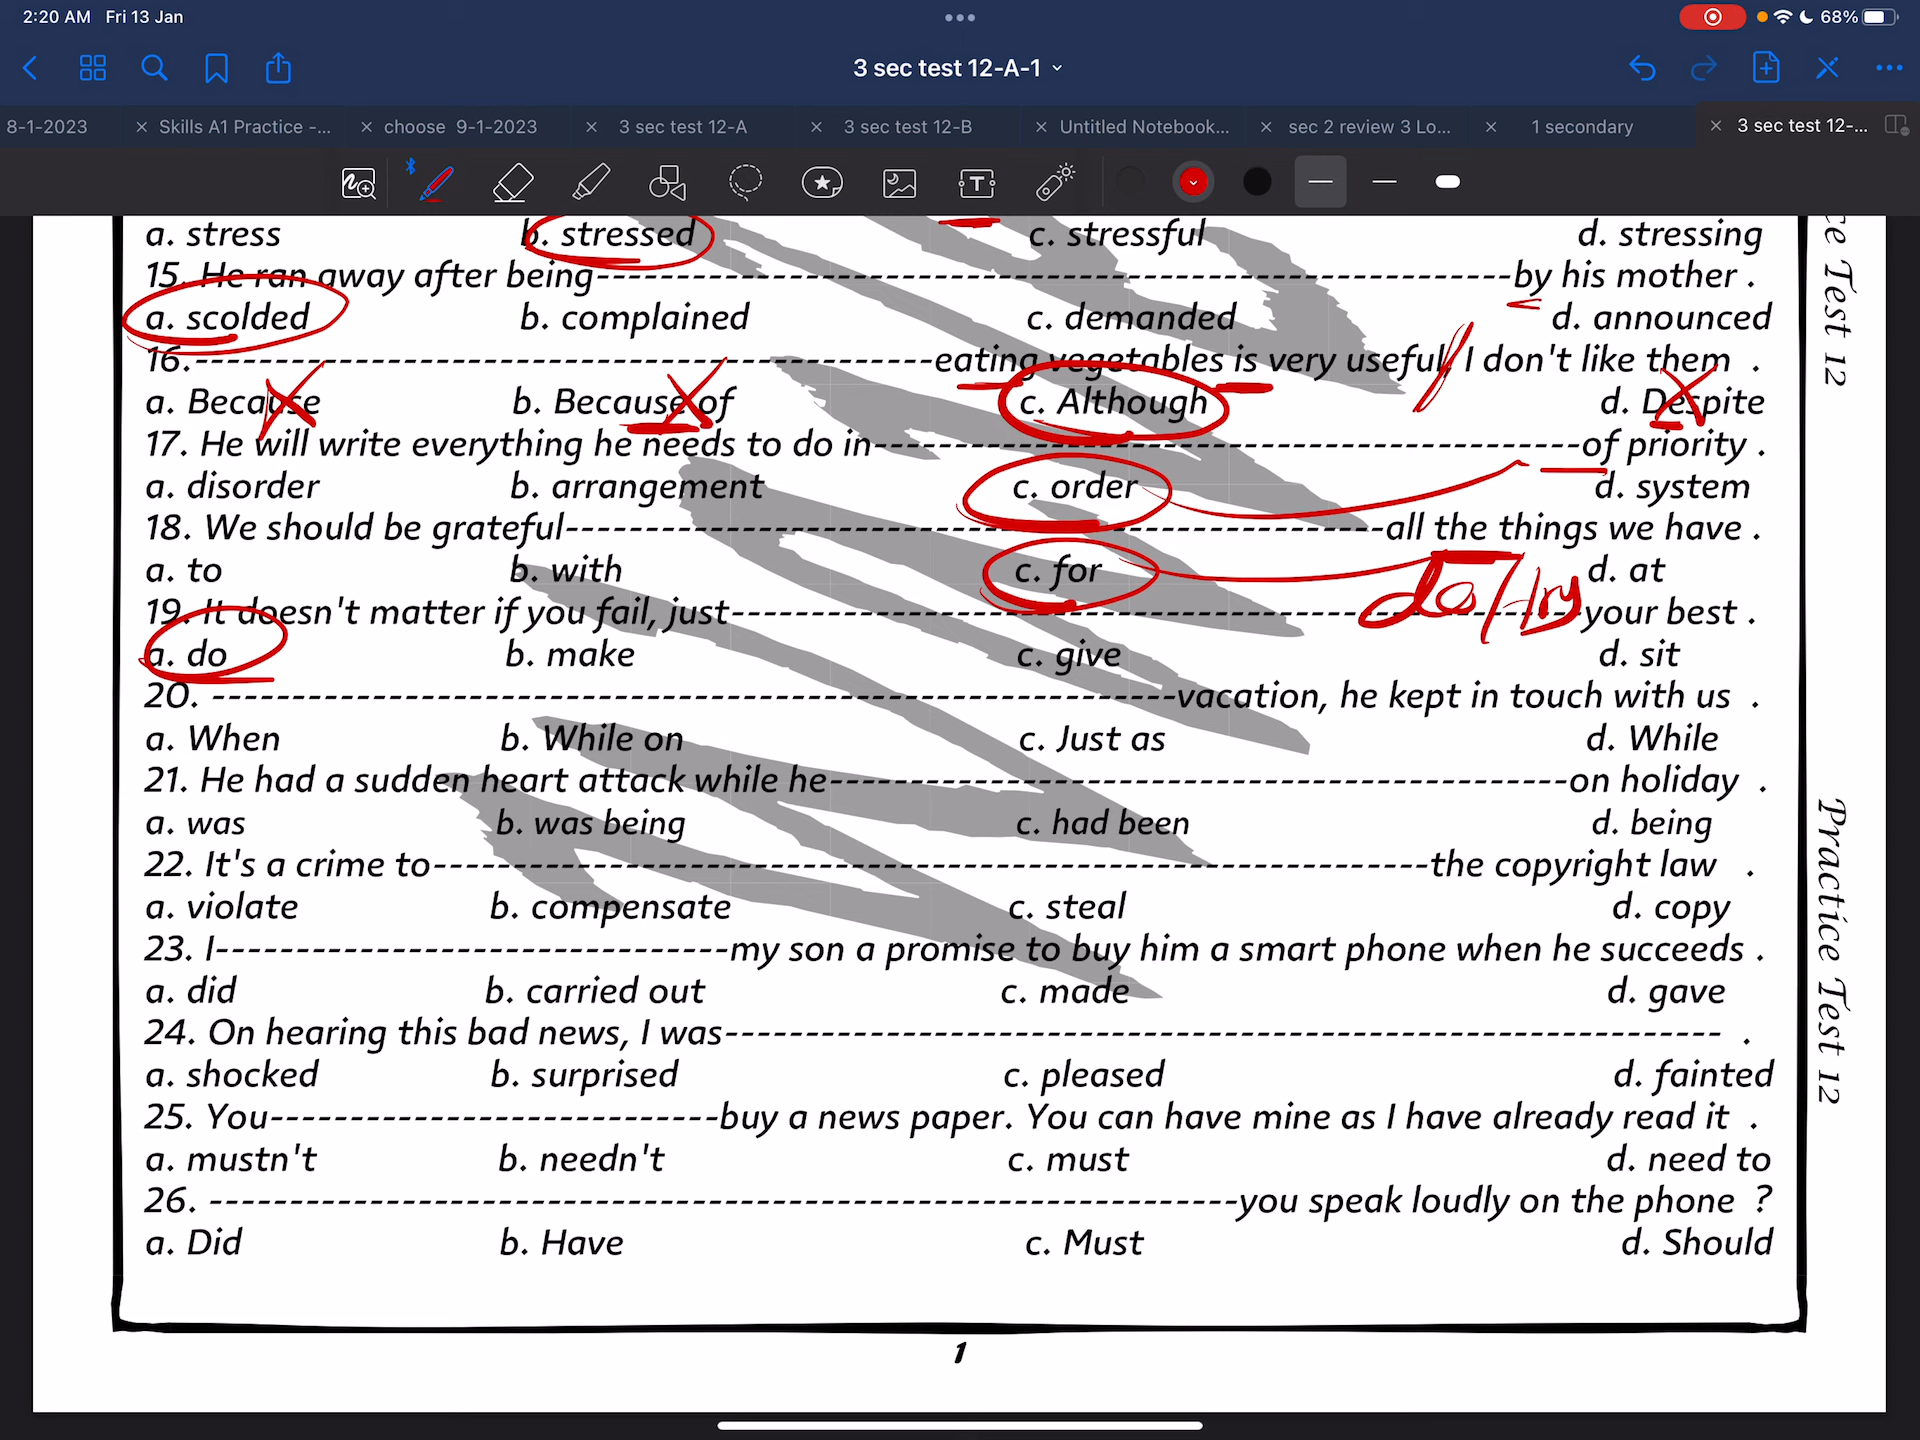 2:20 AM Fri 13 Jan
68%
3 sec test 12-A-1
8-1-2023
Skills A1 Practice -...
choose 9-1-2023
3 sec test 12-A
3 sec test 12-B
Untitled Notebook...
sec 2 review 3 Lo...
1 secondary
3 sec test 12-...
a. stress b. stressed c. stressful d. stressing
15. He ran away after being---------------------------------------------------------by his mother .
a. scolded b. complained c. demanded d. announced
16.----------------------------------------------eating vegetables is very useful, I don't like them .
a. Because b. Because of c. Although d. Despite
17. He will write everything he needs to do in---------------------------------------------of priority .
a. disorder b. arrangement c. order d. system
18. We should be grateful---------------------------------------------------all the things we have .
a. to b. with c. for d. at
do/try
19. It doesn't matter if you fail, just-----------------------------------------------------your best .
a. do b. make c. give d. sit
20. ------------------------------------------------------------vacation, he kept in touch with us .
a. When b. While on c. Just as d. While
21. He had a sudden heart attack while he----------------------------------------------on holiday .
a. was b. was being c. had been d. being
22. It's a crime to--------------------------------------------------------------the copyright law .
a. violate b. compensate c. steal d. copy
23. I--------------------------------my son a promise to buy him a smart phone when he succeeds .
a. did b. carried out c. made d. gave
24. On hearing this bad news, I was--------------------------------------------------------------- .
a. shocked b. surprised c. pleased d. fainted
25. You----------------------------buy a news paper. You can have mine as I have already read it .
a. mustn't b. needn't c. must d. need to
26. -----------------------------------------------------------------you speak loudly on the phone ?
a. Did b. Have c. Must d. Should
1
ce Test 12
Practice Test 12